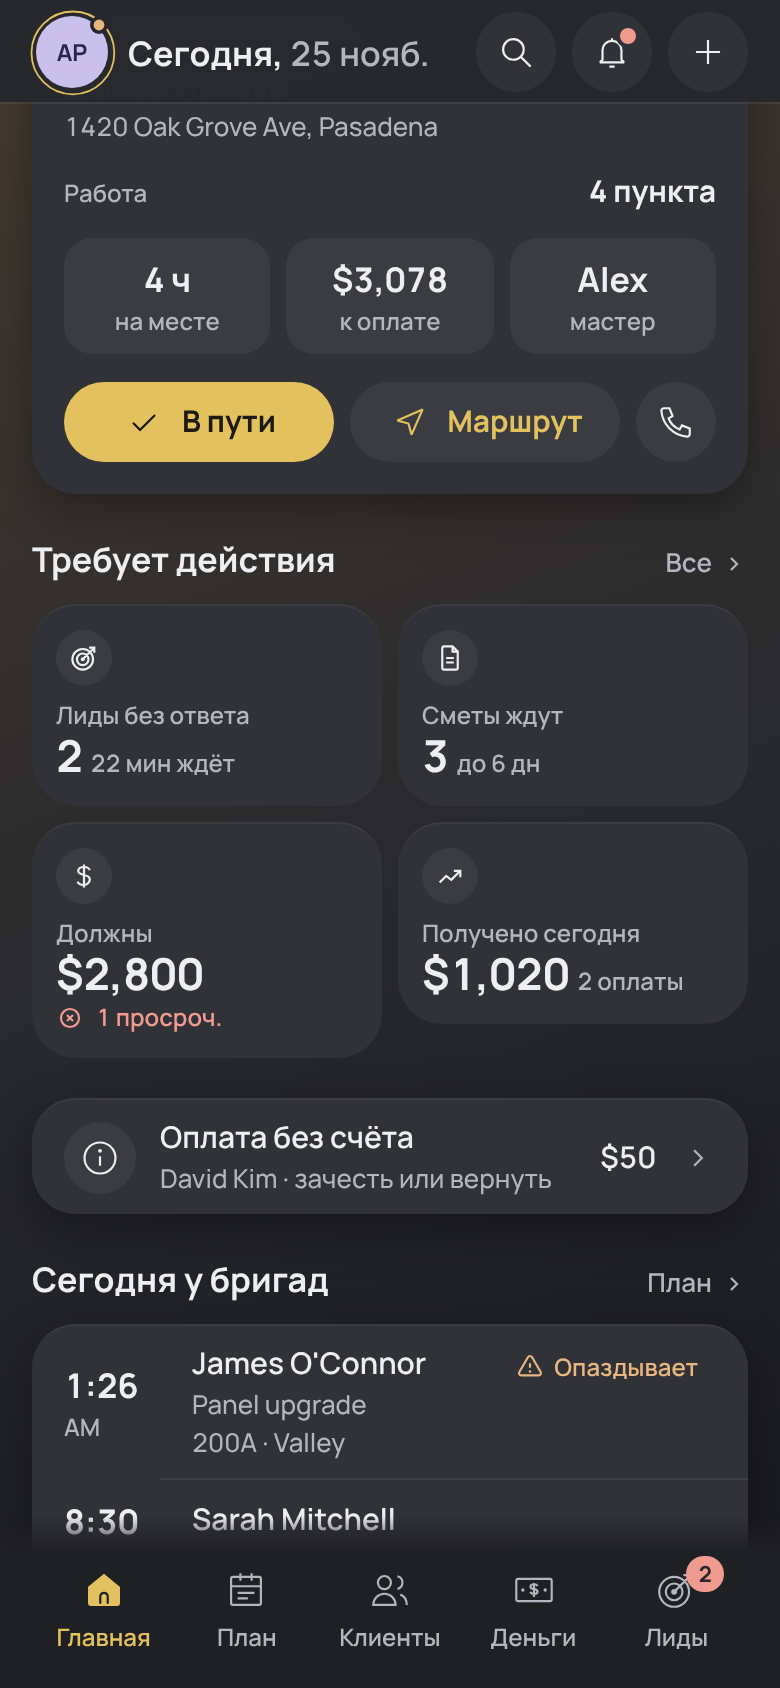 AP
Сегодня, 25 нояб.
1420 Oak Grove Ave, Pasadena
Работа
4 пункта
4 ч
на месте
$3,078
к оплате
Alex
мастер
В пути
Маршрут
Требует действия
Все
Лиды без ответа
2 22 мин ждёт
Сметы ждут
3 до 6 дн
Должны
$2,800
1 просроч.
Получено сегодня
$1,020 2 оплаты
Оплата без счёта
David Kim · зачесть или вернуть
$50
Сегодня у бригад
План
1:26
AM
James O'Connor
Panel upgrade
200A · Valley
Опаздывает
8:30
Sarah Mitchell
Главная
План
Клиенты
Деньги
2
Лиды